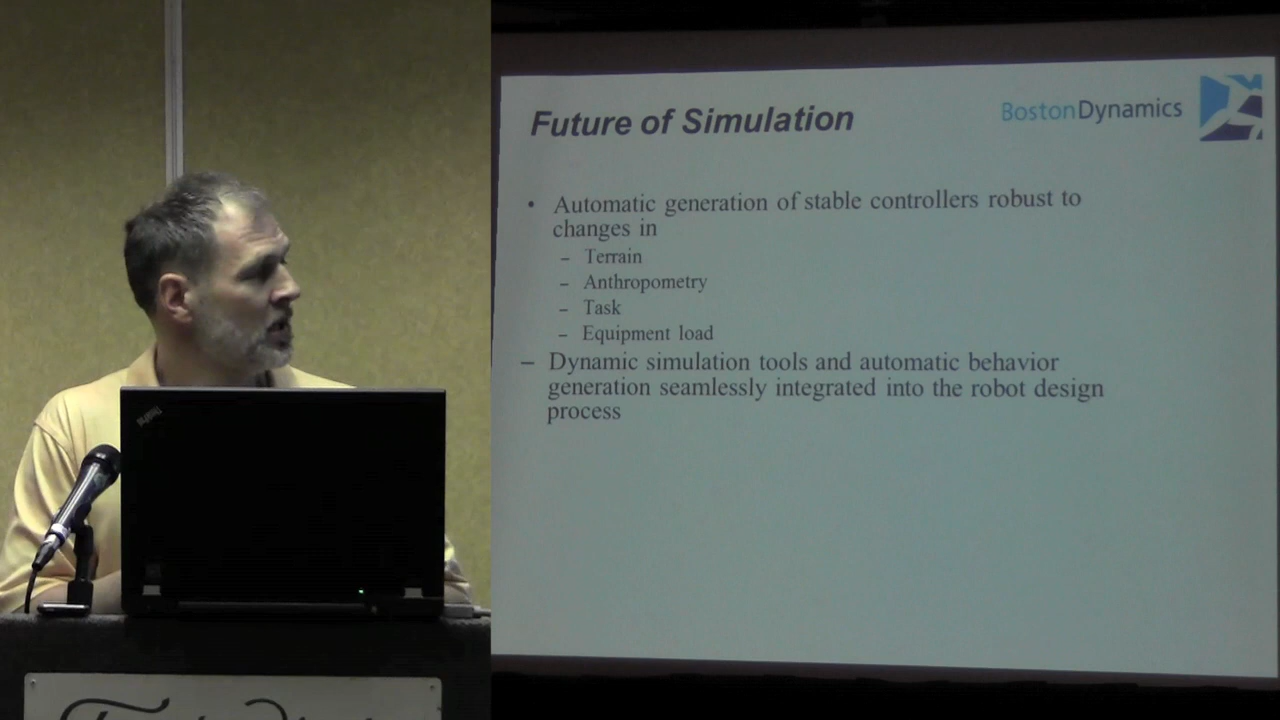 Future of Simulation
BostonDynamics
• Automatic generation of stable controllers robust to
changes in
– Terrain
– Anthropometry
– Task
– Equipment load
– Dynamic simulation tools and automatic behavior
generation seamlessly integrated into the robot design
process
ThinkPad